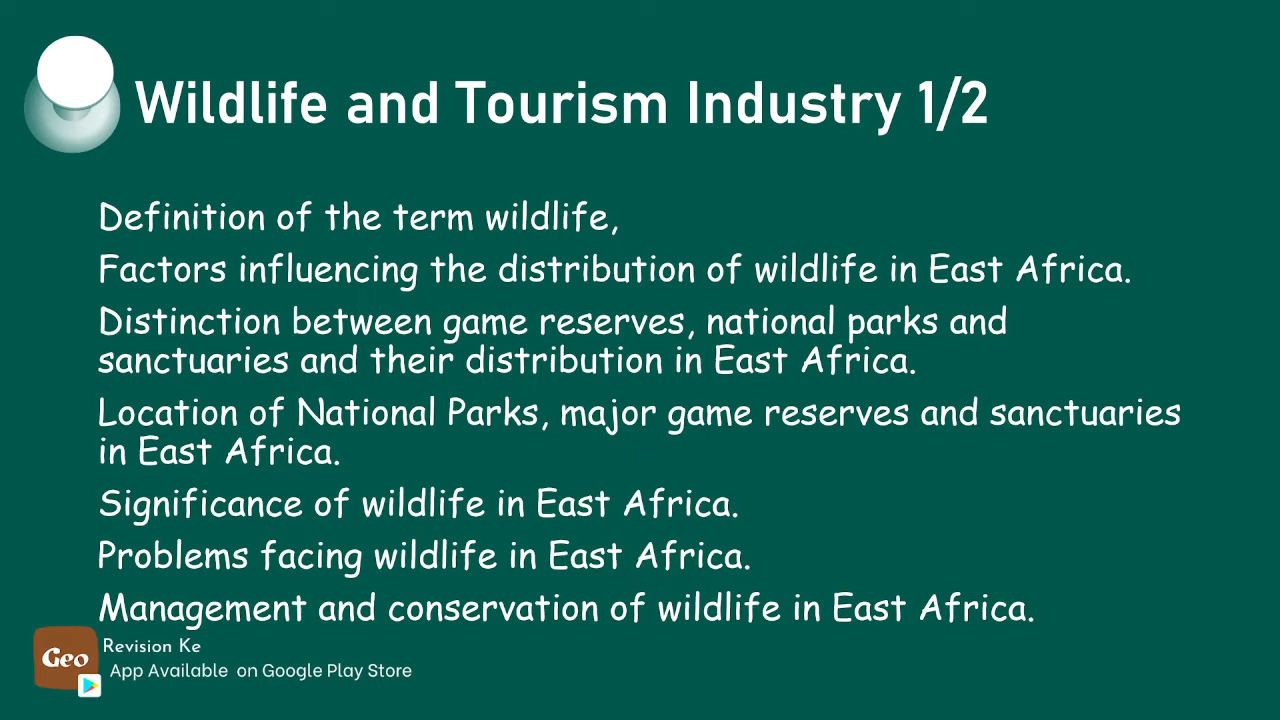 Wildlife and Tourism Industry 1/2
Definition of the term wildlife,
Factors influencing the distribution of wildlife in East Africa.
Distinction between game reserves, national parks and
sanctuaries and their distribution in East Africa.
Location of National Parks, major game reserves and sanctuaries
in East Africa.
Significance of wildlife in East Africa.
Problems facing wildlife in East Africa.
Management and conservation of wildlife in East Africa.
Geo
Revision Ke
App Available on Google Play Store